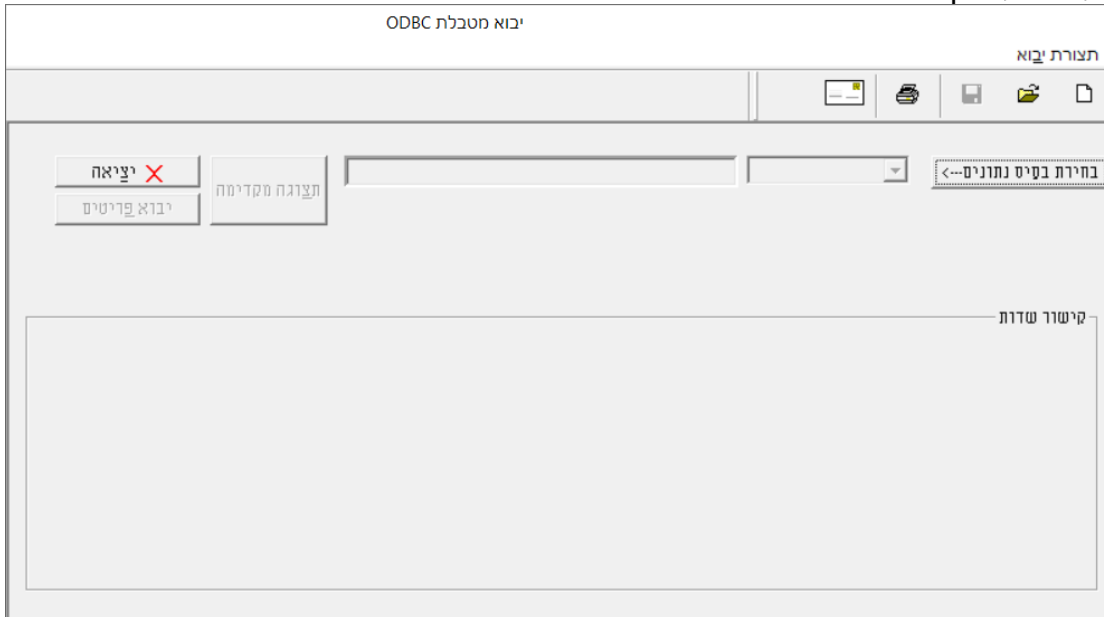 יבוא מטבלת ODBC
תצורת יבוא
בחירת בסיס נתונים--->
תצוגה מקדימה
יציאה
יבוא פריטים
קישור שדות